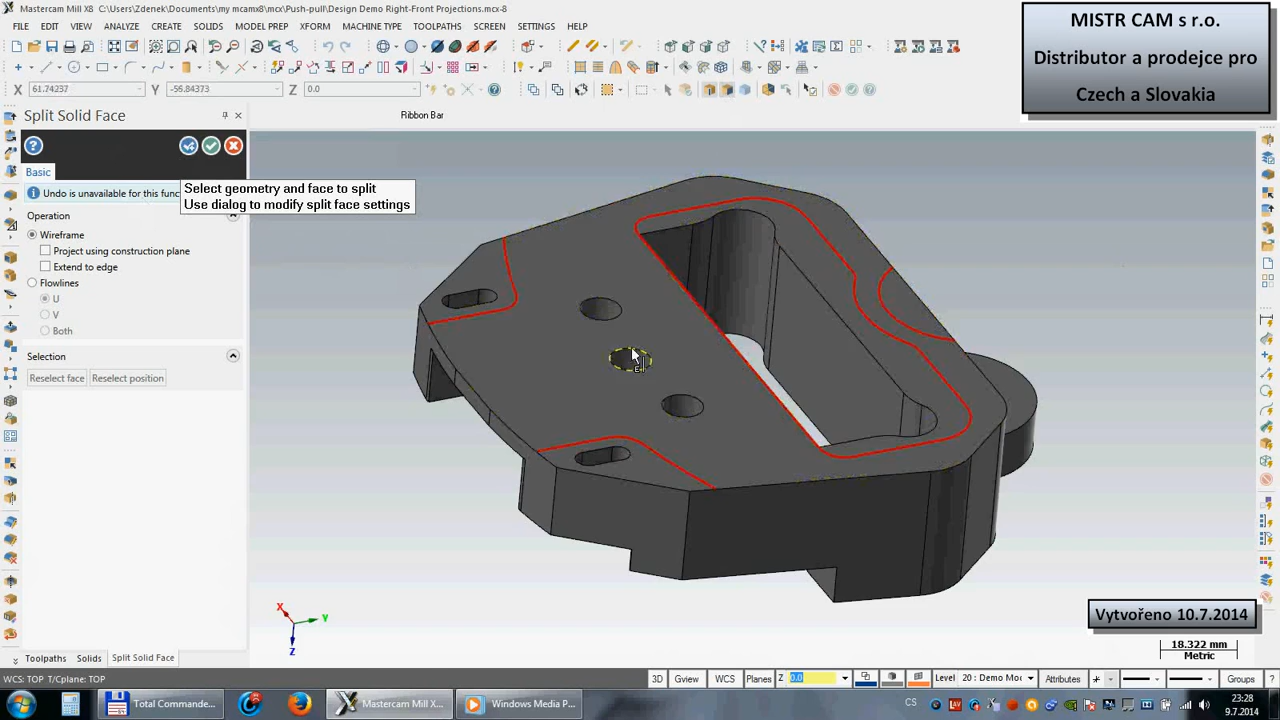 Mastercam Mill X8  C:\Users\Zdenek\Documents\my mcamx8\mcx\Push-pull\Design Demo Right-Front Projections.mcx-8
FILE EDIT VIEW ANALYZE CREATE SOLIDS MODEL PREP XFORM MACHINE TYPE TOOLPATHS SCREEN SETTINGS HELP
MISTR CAM s r.o.
Distributor a prodejce pro
Czech a Slovakia
X 61.74237 Y -56.84373 Z 0.0
Split Solid Face
Ribbon Bar
Basic
Undo is unavailable for this func
Select geometry and face to split
Use dialog to modify split face settings
Operation
Wireframe
Project using construction plane
Extend to edge
Flowlines
U
V
Both
Selection
Reselect face Reselect position
X
Y
Z
Vytvořeno 10.7.2014
18.322 mm
Metric
Toolpaths Solids Split Solid Face
WCS: TOP T/Cplane: TOP
3D Gview WCS Planes Z 0.0 Level 20 : Demo Moc Attributes Groups
Total Commande... Mastercam Mill X... Windows Media P...
CS
23:28
9.7.2014